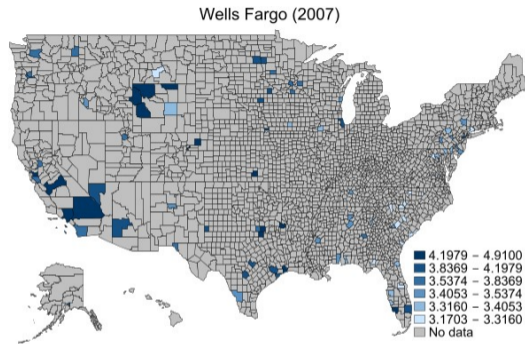 Wells Fargo (2007)
4.1979 – 4.9100
3.8369 – 4.1979
3.5374 – 3.8369
3.4053 – 3.5374
3.3160 – 3.4053
3.1703 – 3.3160
No data